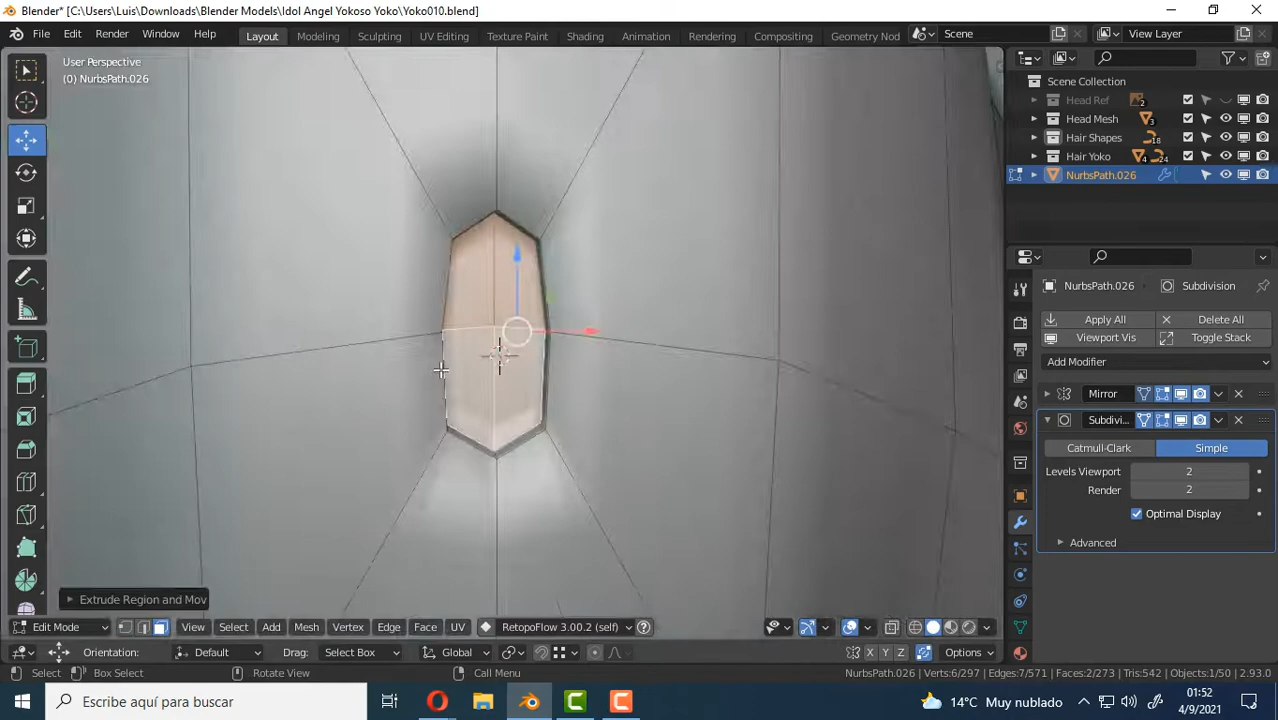 Blender* [C:\Users\Luis\Downloads\Blender Models\Idol Angel Yokoso Yoko\Yoko010.blend]
File Edit Render Window Help Layout Modeling Sculpting UV Editing Texture Paint Shading Animation Rendering Compositing Geometry Nod Scene View Layer
User Perspective
(0) NurbsPath.026
Scene Collection
Head Ref 2
Head Mesh 3
Hair Shapes 18
Hair Yoko 4 24
NurbsPath.026
NurbsPath.026 Subdivision
Apply All Delete All
Viewport Vis Toggle Stack
Add Modifier
Mirror
Subdivi...
Catmull-Clark Simple
Levels Viewport 2
Render 2
Optimal Display
Advanced
Extrude Region and Mov
Edit Mode View Select Add Mesh Vertex Edge Face UV RetopoFlow 3.00.2 (self)
Orientation: Default Drag: Select Box Global X Y Z Options
Select Box Select Rotate View Call Menu NurbsPath.026 | Verts:6/297 | Edges:7/571 | Faces:2/273 | Tris:542 | Objects:1/50 | 2.93.0
Escribe aquí para buscar 14°C Muy nublado 01:52
4/9/2021